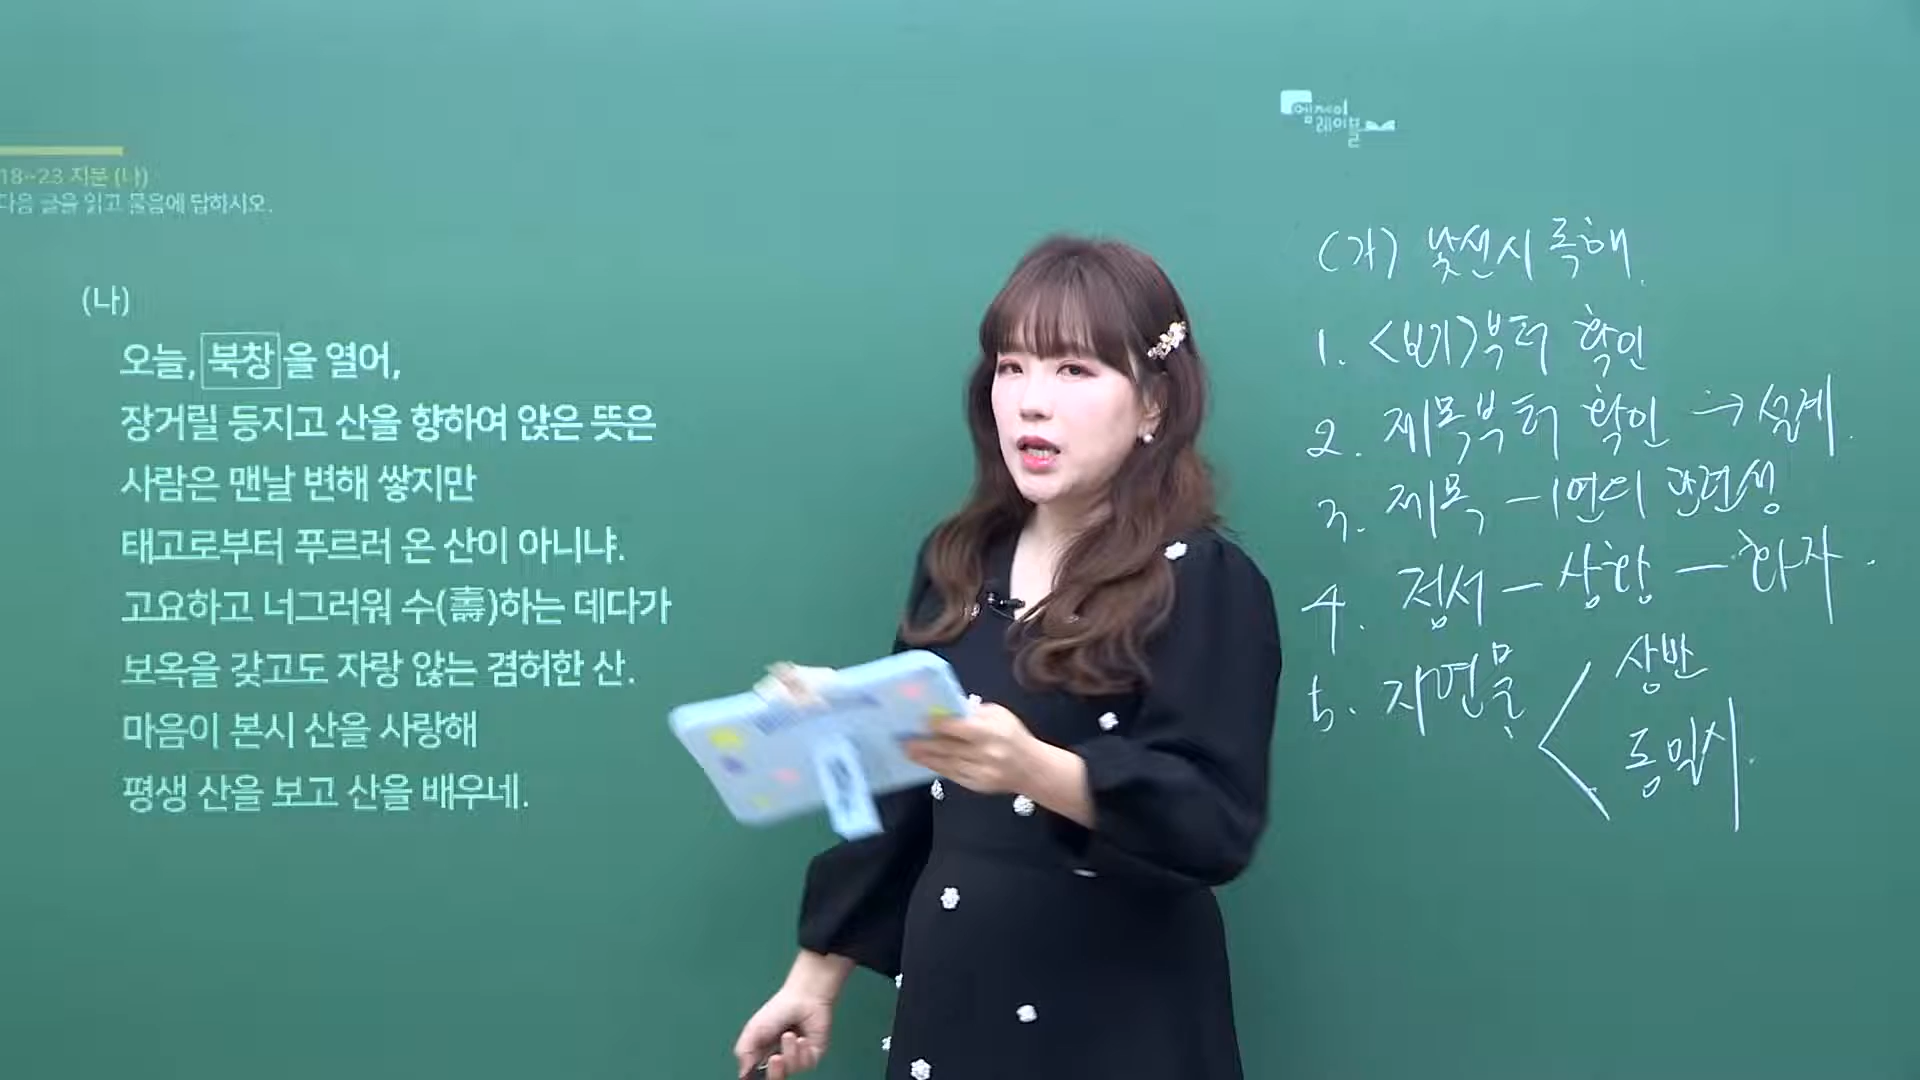 엠제이
레이블
18~23 지문 (나)
다음 글을 읽고 물음에 답하시오.
(나)
오늘, 북창을 열어,
장거릴 등지고 산을 향하여 앉은 뜻은
사람은 맨날 변해 쌓지만
태고로부터 푸르러 온 산이 아니냐.
고요하고 너그러워 수(壽)하는 데다가
보옥을 갖고도 자랑 않는 겸허한 산.
마음이 본시 산을 사랑해
평생 산을 보고 산을 배우네.
(가) 낯선시 독해.
1. <보기>부터 확인
2. 제목부터 확인 → 설계.
3. 제목 - 1연의 관련성
4. 정서 - 상황 - 화자.
5. 자연물 < 상반
동일시.